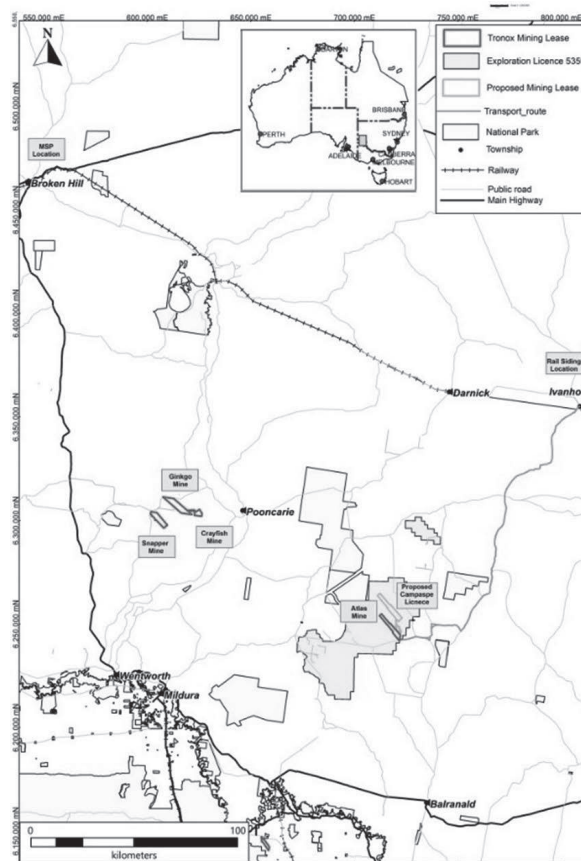 550,000 mE
600,000 mE
650,000 mE
700,000 mE
750,000 mE
800,000 m
N
Tronox Mining Lease
Exploration Licence 535
Proposed Mining Lease
Transport_route
National Park
Township
Railway
Public road
Main Highway
BRISBANE
PERTH
SYDNEY
ADELAIDE
CANBERRA
MELBOURNE
HOBART
6,500,000 mN
MSP
Location
Broken Hill
6,450,000 mN
6,400,000 mN
Rail Siding
Location
Darnick
Ivanho
6,350,000 mN
Ginkgo
Mine
Pooncarie
Snapper
Mine
Crayfish
Mine
6,300,000 mN
Proposed
Campaspe
Licnece
Atlas
Mine
6,250,000 mN
Wentworth
Mildura
6,200,000 mN
Balranald
6,150,000 mN
0
100
kilometers